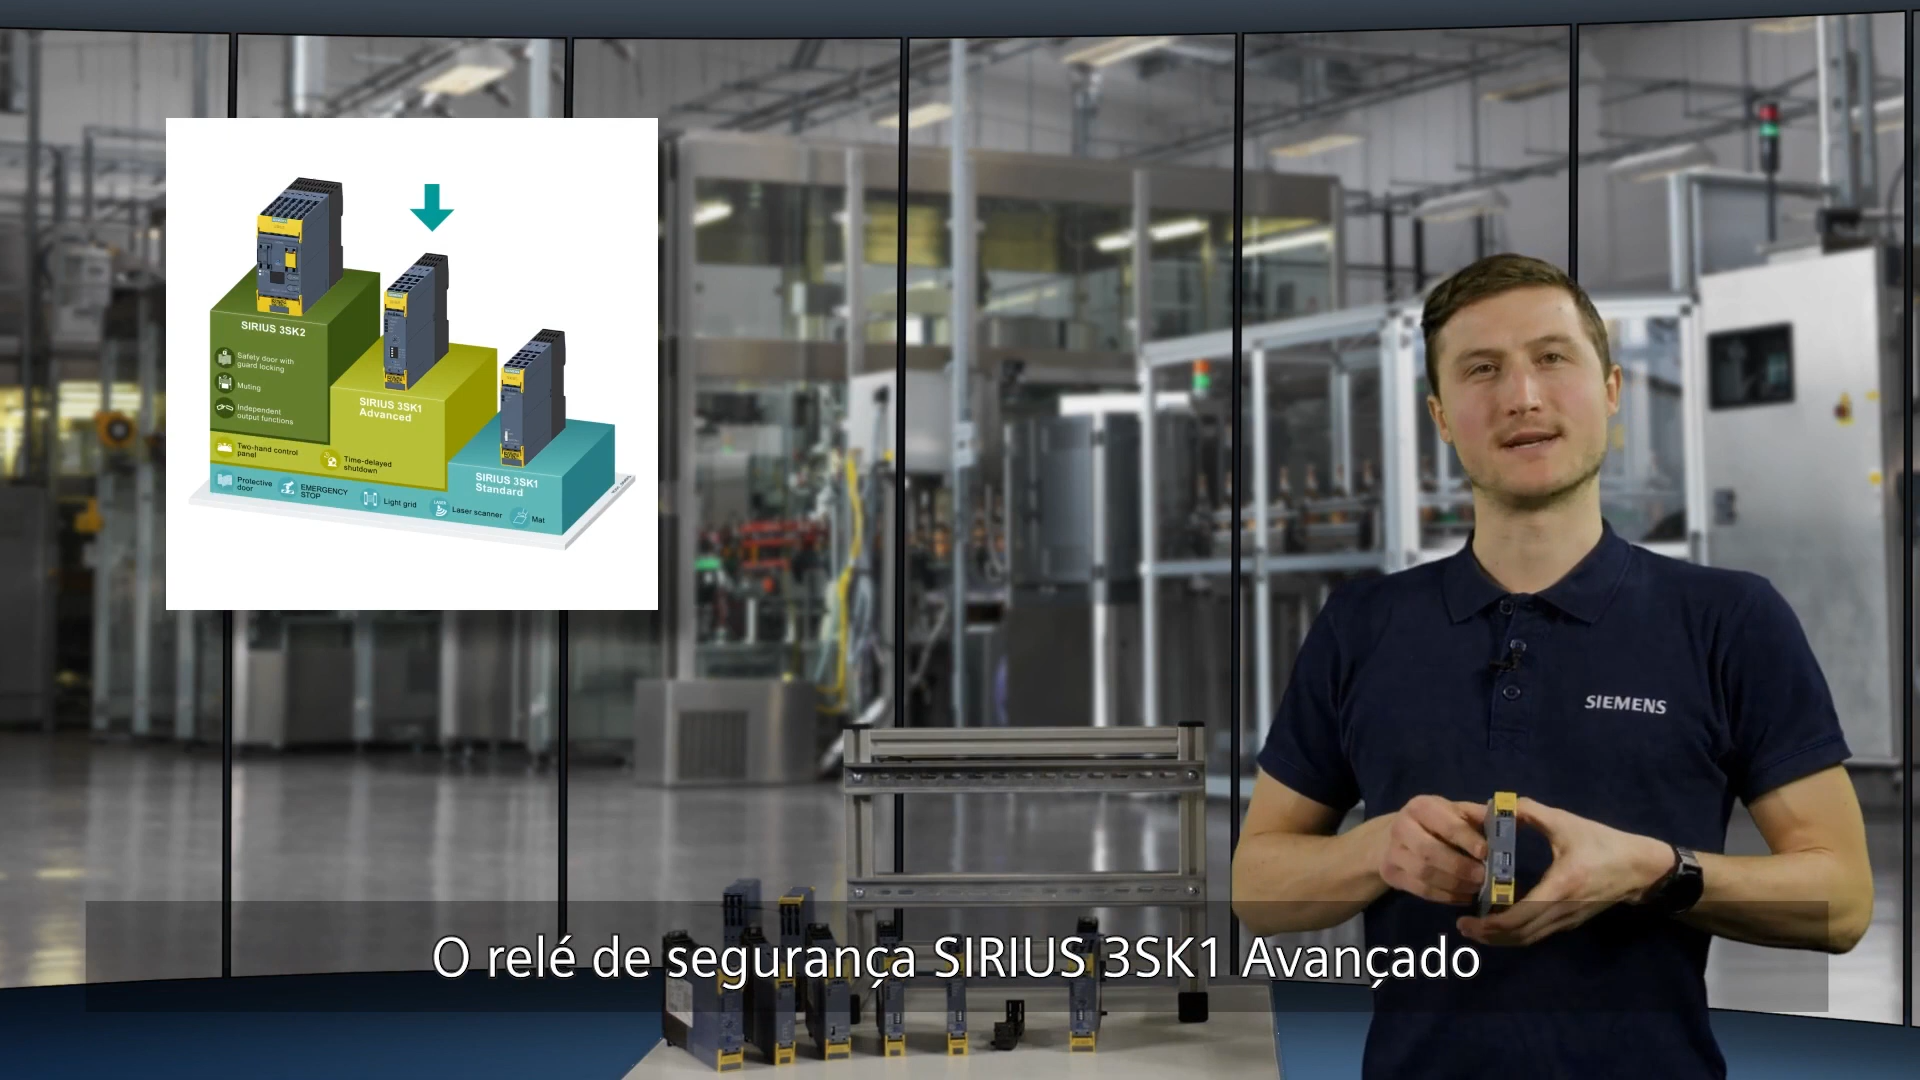 SIRIUS 3SK2
Safety door with
guard locking
Muting
Independent
output functions
SIRIUS 3SK1
Advanced
Two-hand control
panel
Time-delayed
shutdown
SIRIUS 3SK1
Standard
Protective
door
EMERGENCY
STOP
Light grid
Laser scanner
Mat
SIEMENS
O relé de segurança SIRIUS 3SK1 Avançado